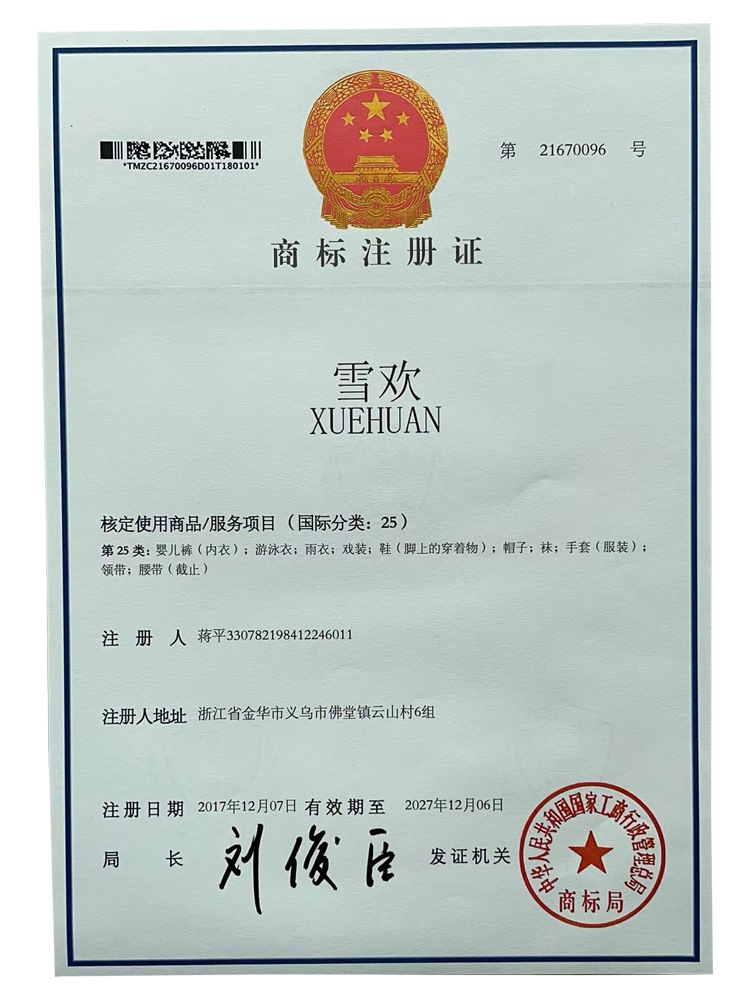 *TMZC21670096D01T180101*
第 21670096 号
商标注册证
雪欢
XUEHUAN
核定使用商品/服务项目（国际分类：25）
第25类：婴儿裤（内衣）；游泳衣；雨衣；戏装；鞋（脚上的穿着物）；帽子；袜；手套（服装）；
领带；腰带（截止）
注册人 蒋平330782198412246011
注册人地址 浙江省金华市义乌市佛堂镇云山村6组
注册日期 2017年12月07日 有效期至 2027年12月06日
局长 刘俊臣 发证机关
中华人民共和国国家工商行政管理总局
商标局